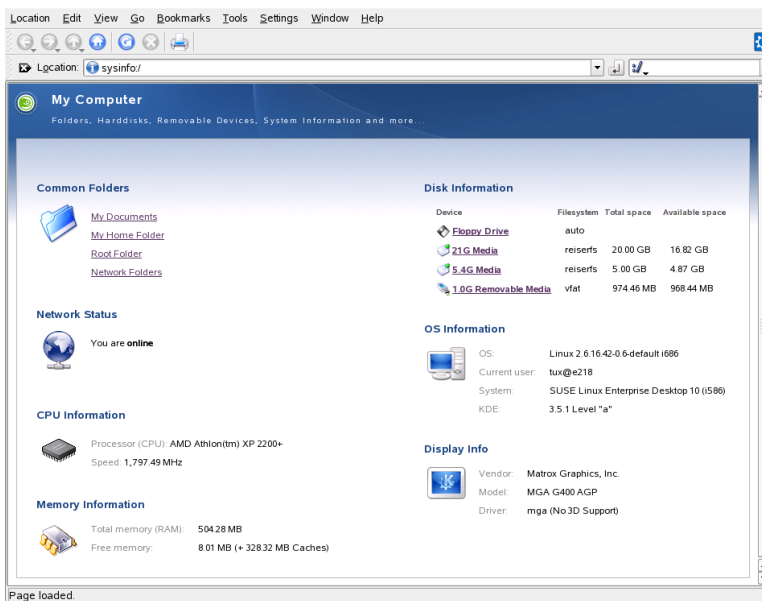 Location Edit View Go Bookmarks Tools Settings Window Help
Location: sysinfo:/
My Computer
Folders, Harddisks, Removable Devices, System Information and more...
Common Folders
My Documents
My Home Folder
Root Folder
Network Folders
Network Status
You are online
CPU Information
Processor (CPU): AMD Athlon(tm) XP 2200+
Speed: 1,797.49 MHz
Memory Information
Total memory (RAM): 504.28 MB
Free memory: 8.01 MB (+ 328.32 MB Caches)
Disk Information
Device Filesystem Total space Available space
Floppy Drive auto
21G Media reiserfs 20.00 GB 16.82 GB
5.4G Media reiserfs 5.00 GB 4.87 GB
1.0G Removable Media vfat 974.46 MB 968.44 MB
OS Information
OS: Linux 2.6.16.42-0.6-default i686
Current user: tux@e218
System: SUSE Linux Enterprise Desktop 10 (i586)
KDE: 3.5.1 Level "a"
Display Info
Vendor: Matrox Graphics, Inc.
Model: MGA G400 AGP
Driver: mga (No 3D Support)
Page loaded.